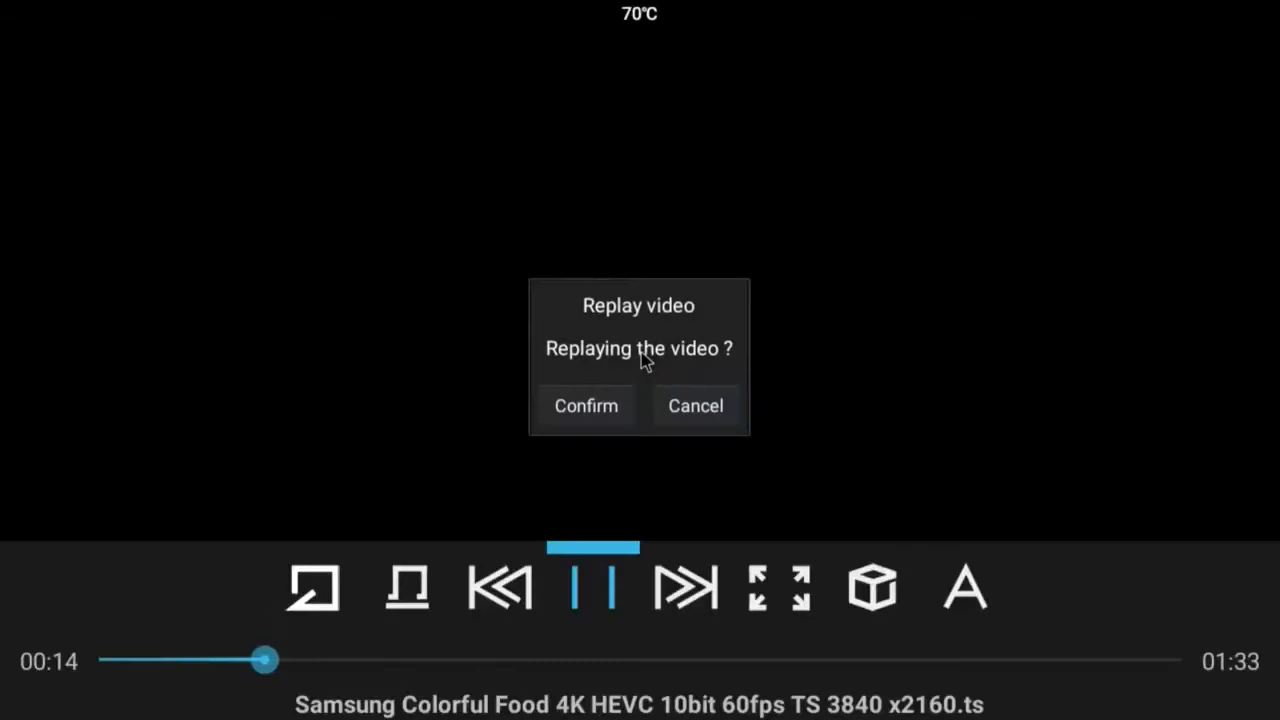 70℃
Replay video
Replaying the video ?
Confirm Cancel
00:14 01:33
Samsung Colorful Food 4K HEVC 10bit 60fps TS 3840 x2160.ts